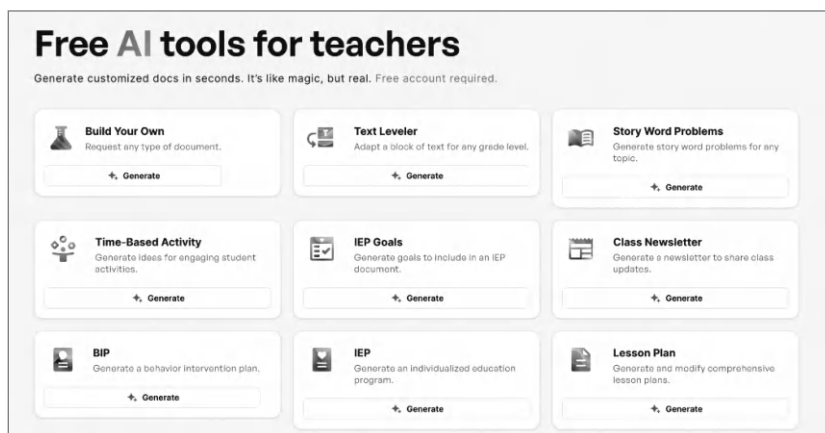 Free AI tools for teachers
Generate customized docs in seconds. It's like magic, but real. Free account required.
Build Your Own
Request any type of document.
Generate
Text Leveler
Adapt a block of text for any grade level.
Generate
Story Word Problems
Generate story word problems for any
topic.
Generate
Time-Based Activity
Generate ideas for engaging student
activities.
Generate
IEP Goals
Generate goals to include in an IEP
document.
Generate
Class Newsletter
Generate a newsletter to share class
updates.
Generate
BIP
Generate a behavior intervention plan.
Generate
IEP
Generate an individualized education
program.
Generate
Lesson Plan
Generate and modify comprehensive
lesson plans.
Generate